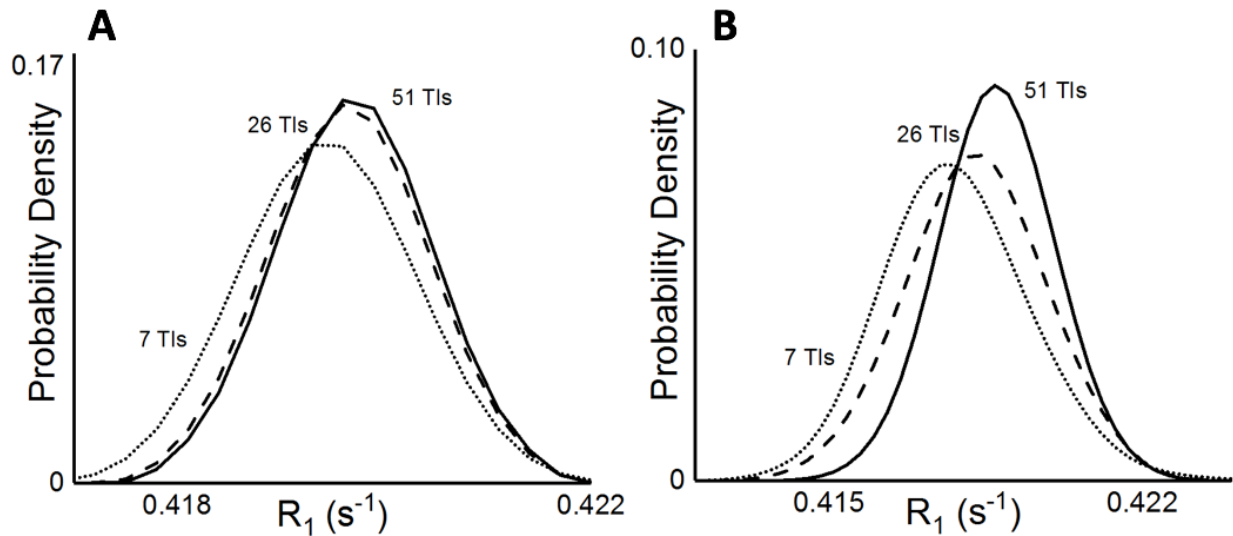 A
0.17
Probability Density
0
51 TIs
26 TIs
7 TIs
0.418
R₁ (s⁻¹)
0.422
B
0.10
Probability Density
0
51 TIs
26 TIs
7 TIs
0.415
R₁ (s⁻¹)
0.422